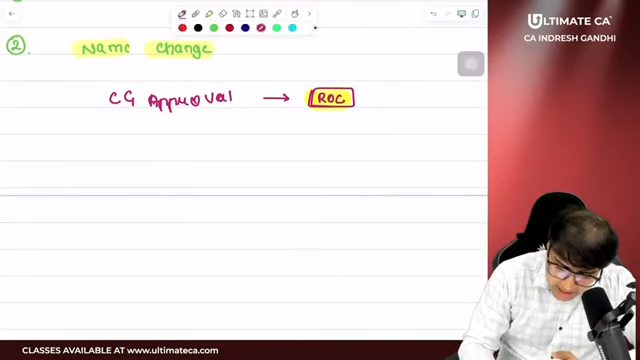 ULTIMATE CA
CA INDRESH GANDHI
2. Name Change
CG Approval → ROC
CLASSES AVAILABLE AT www.ultimateca.com